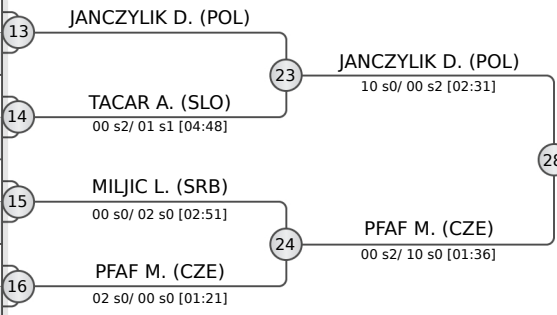 13
JANCZYLIK D. (POL)
23
JANCZYLIK D. (POL)
10 s0/ 00 s2 [02:31]
14
TACAR A. (SLO)
00 s2/ 01 s1 [04:48]
28
15
MILJIC L. (SRB)
00 s0/ 02 s0 [02:51]
24
PFAF M. (CZE)
00 s2/ 10 s0 [01:36]
16
PFAF M. (CZE)
02 s0/ 00 s0 [01:21]